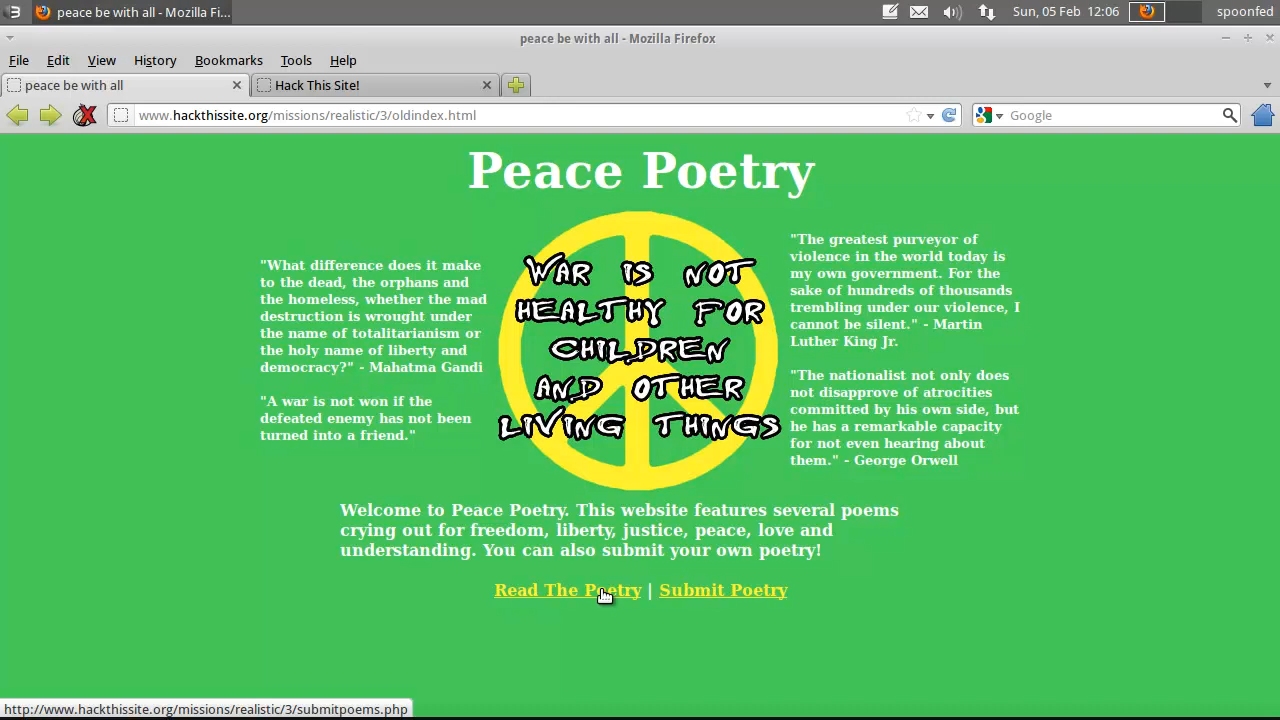 peace be with all - Mozilla Fi...
Sun, 05 Feb 12:06
spoonfed
peace be with all - Mozilla Firefox
File Edit View History Bookmarks Tools Help
peace be with all
Hack This Site!
www.hackthissite.org/missions/realistic/3/oldindex.html
Google
Peace Poetry
"What difference does it make
to the dead, the orphans and
the homeless, whether the mad
destruction is wrought under
the name of totalitarianism or
the holy name of liberty and
democracy?" - Mahatma Gandi
"A war is not won if the
defeated enemy has not been
turned into a friend."
WAR IS NOT
HEALTHY FOR
CHILDREN
AND OTHER
LIVING THINGS
"The greatest purveyor of
violence in the world today is
my own government. For the
sake of hundreds of thousands
trembling under our violence, I
cannot be silent." - Martin
Luther King Jr.
"The nationalist not only does
not disapprove of atrocities
committed by his own side, but
he has a remarkable capacity
for not even hearing about
them." - George Orwell
Welcome to Peace Poetry. This website features several poems
crying out for freedom, liberty, justice, peace, love and
understanding. You can also submit your own poetry!
Read The Poetry | Submit Poetry
http://www.hackthissite.org/missions/realistic/3/submitpoems.php